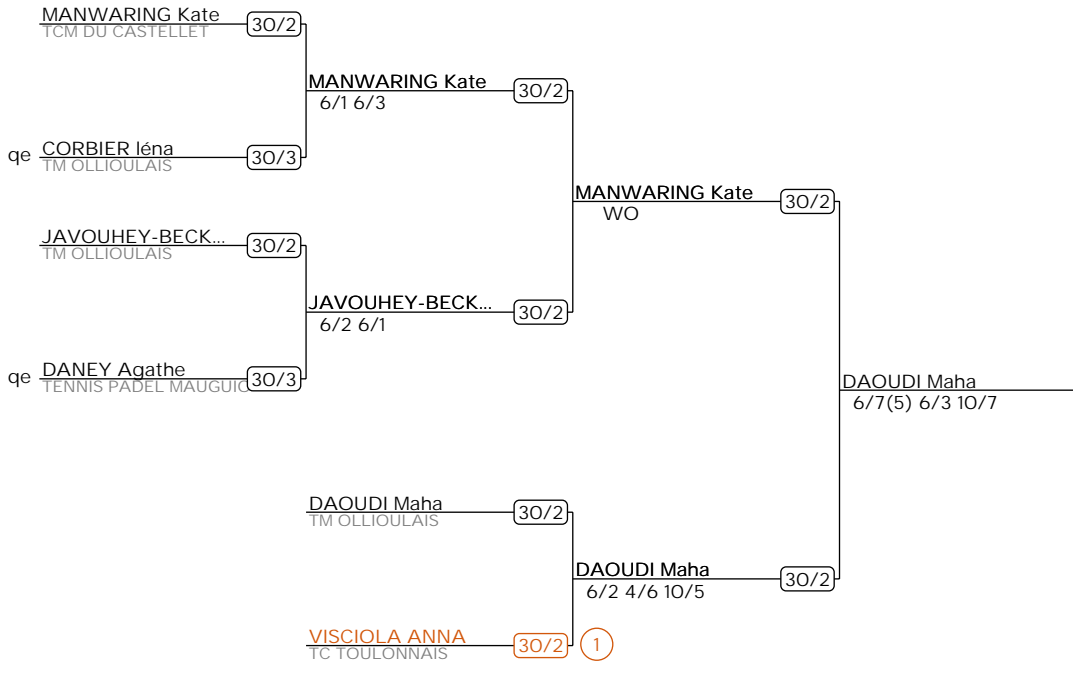 MANWARING Kate 30/2
TCM DU CASTELLET
MANWARING Kate 30/2
6/1 6/3
qe CORBIER Iéna 30/3
TM OLLIOULAIS
MANWARING Kate 30/2
WO
JAVOUHEY-BECK... 30/2
TM OLLIOULAIS
JAVOUHEY-BECK... 30/2
6/2 6/1
qe DANEY Agathe 30/3
TENNIS PADEL MAUGUIO
DAOUDI Maha
6/7(5) 6/3 10/7
DAOUDI Maha 30/2
TM OLLIOULAIS
DAOUDI Maha 30/2
6/2 4/6 10/5
VISCIOLA ANNA 30/2 1
TC TOULONNAIS